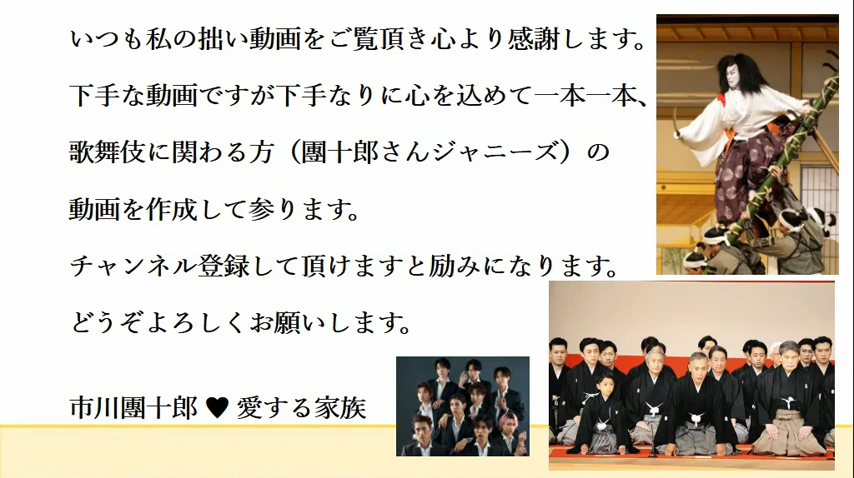 いつも私の拙い動画をご覧頂き心より感謝します。
下手な動画ですが下手なりに心を込めて一本一本、
歌舞伎に関わる方（團十郎さんジャニーズ）の
動画を作成して参ります。
チャンネル登録して頂けますと励みになります。
どうぞよろしくお願いします。
市川團十郎 ♥ 愛する家族